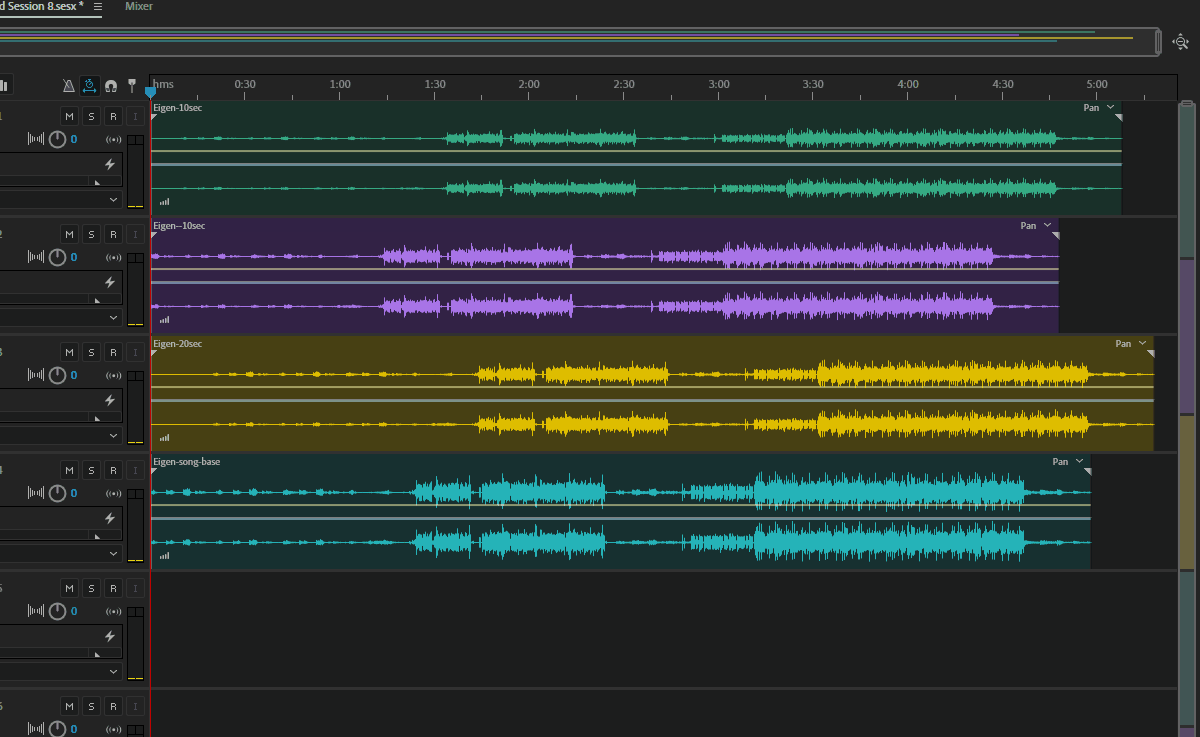 d Session 8.sesx * ☰ Mixer
hms 0:30 1:00 1:30 2:00 2:30 3:00 3:30 4:00 4:30 5:00
1 M S R I
Eigen-10sec Pan
0
2 M S R I
Eigen--10sec Pan
0
3 M S R I
Eigen-20sec Pan
0
4 M S R I
Eigen-song-base Pan
0
5 M S R I
0
6 M S R I
0